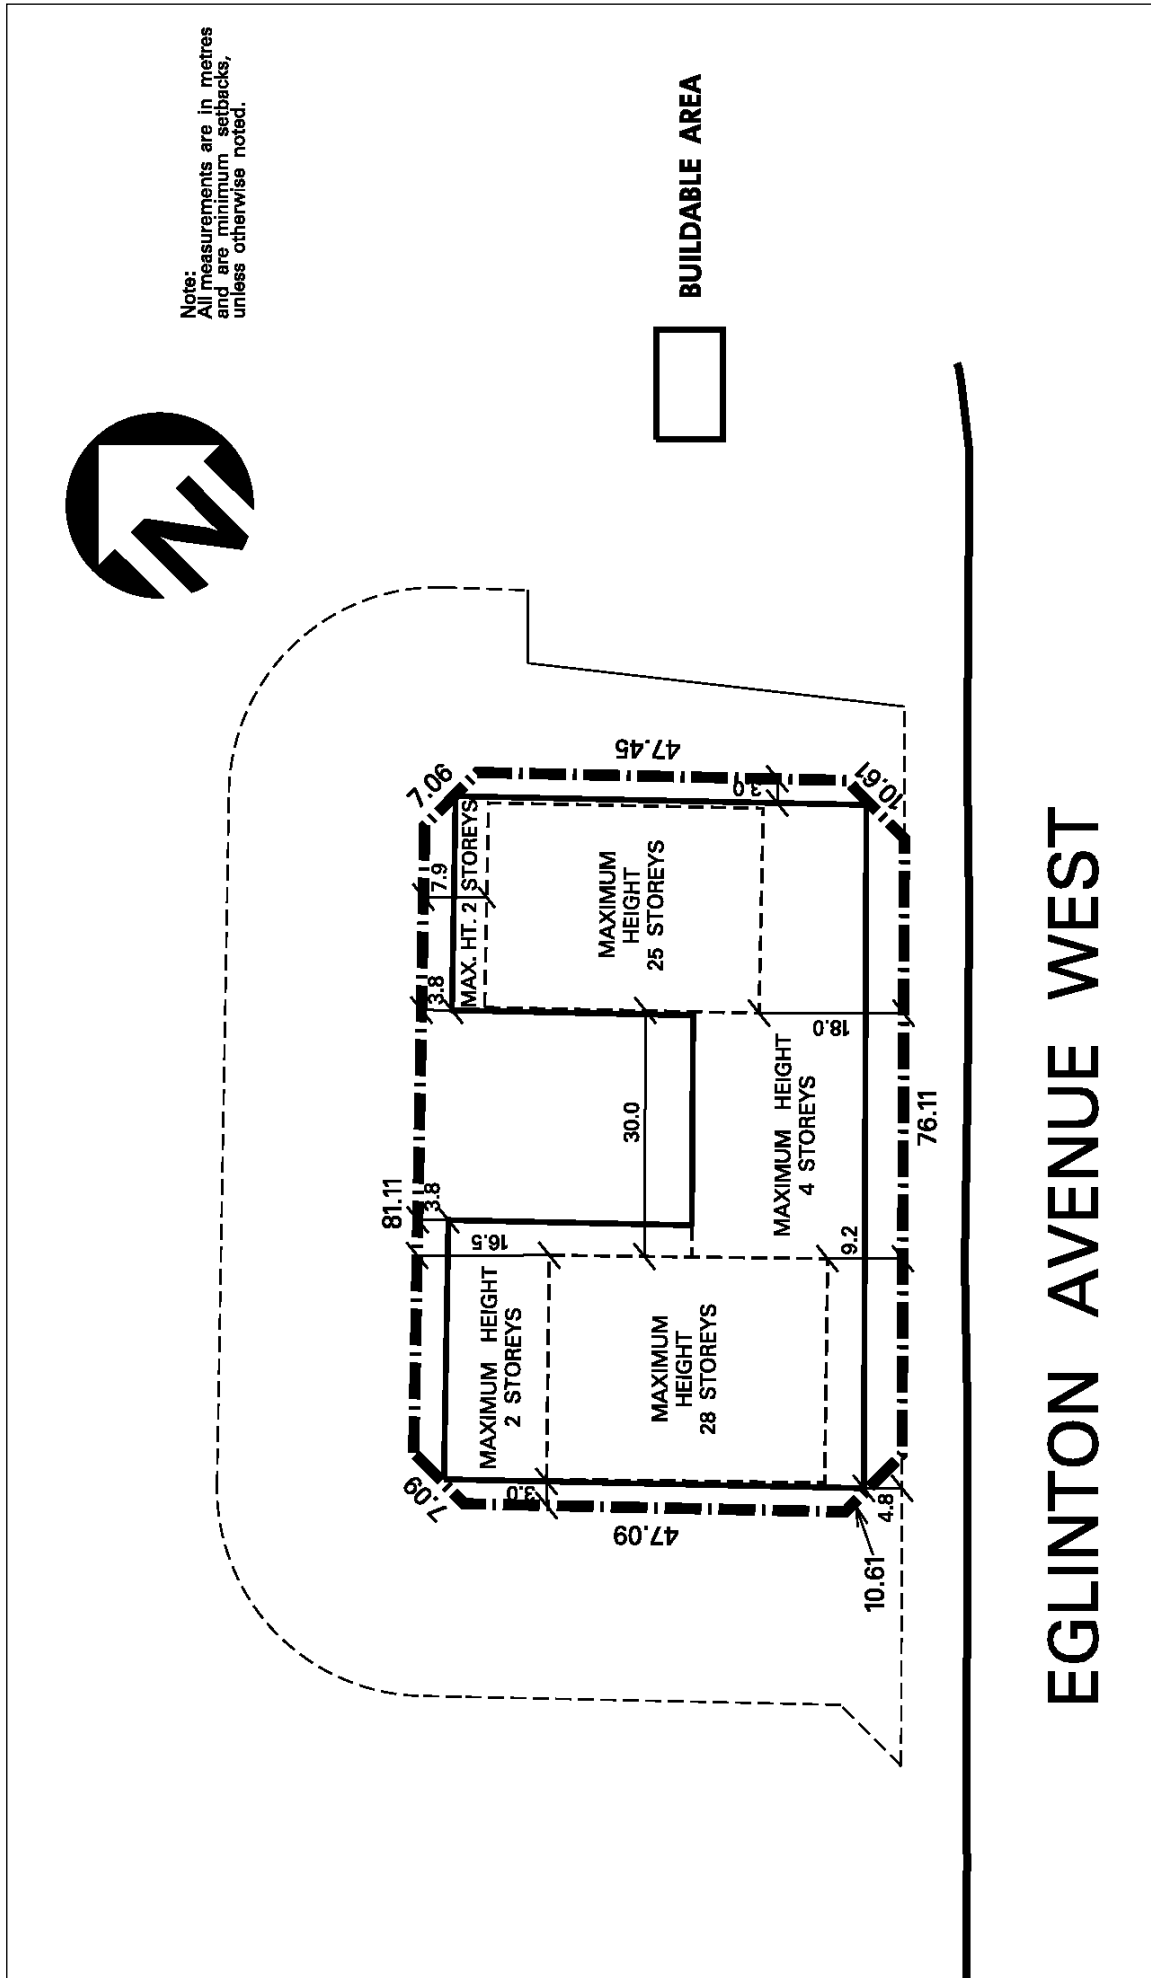 Note:
All measurements are in metres
and are minimum setbacks,
unless otherwise noted.
N
BUILDABLE AREA
7.09
81.11
3.8
3.8
7.9
7.06
16.5
MAXIMUM HEIGHT
2 STOREYS
MAX. HT. 2 STOREYS
3.0
47.09
30.0
MAXIMUM
HEIGHT
28 STOREYS
MAXIMUM
HEIGHT
25 STOREYS
47.45
3.0
MAXIMUM HEIGHT
4 STOREYS
18.0
9.2
10.61
4.8
76.11
10.61
EGLINTON AVENUE WEST